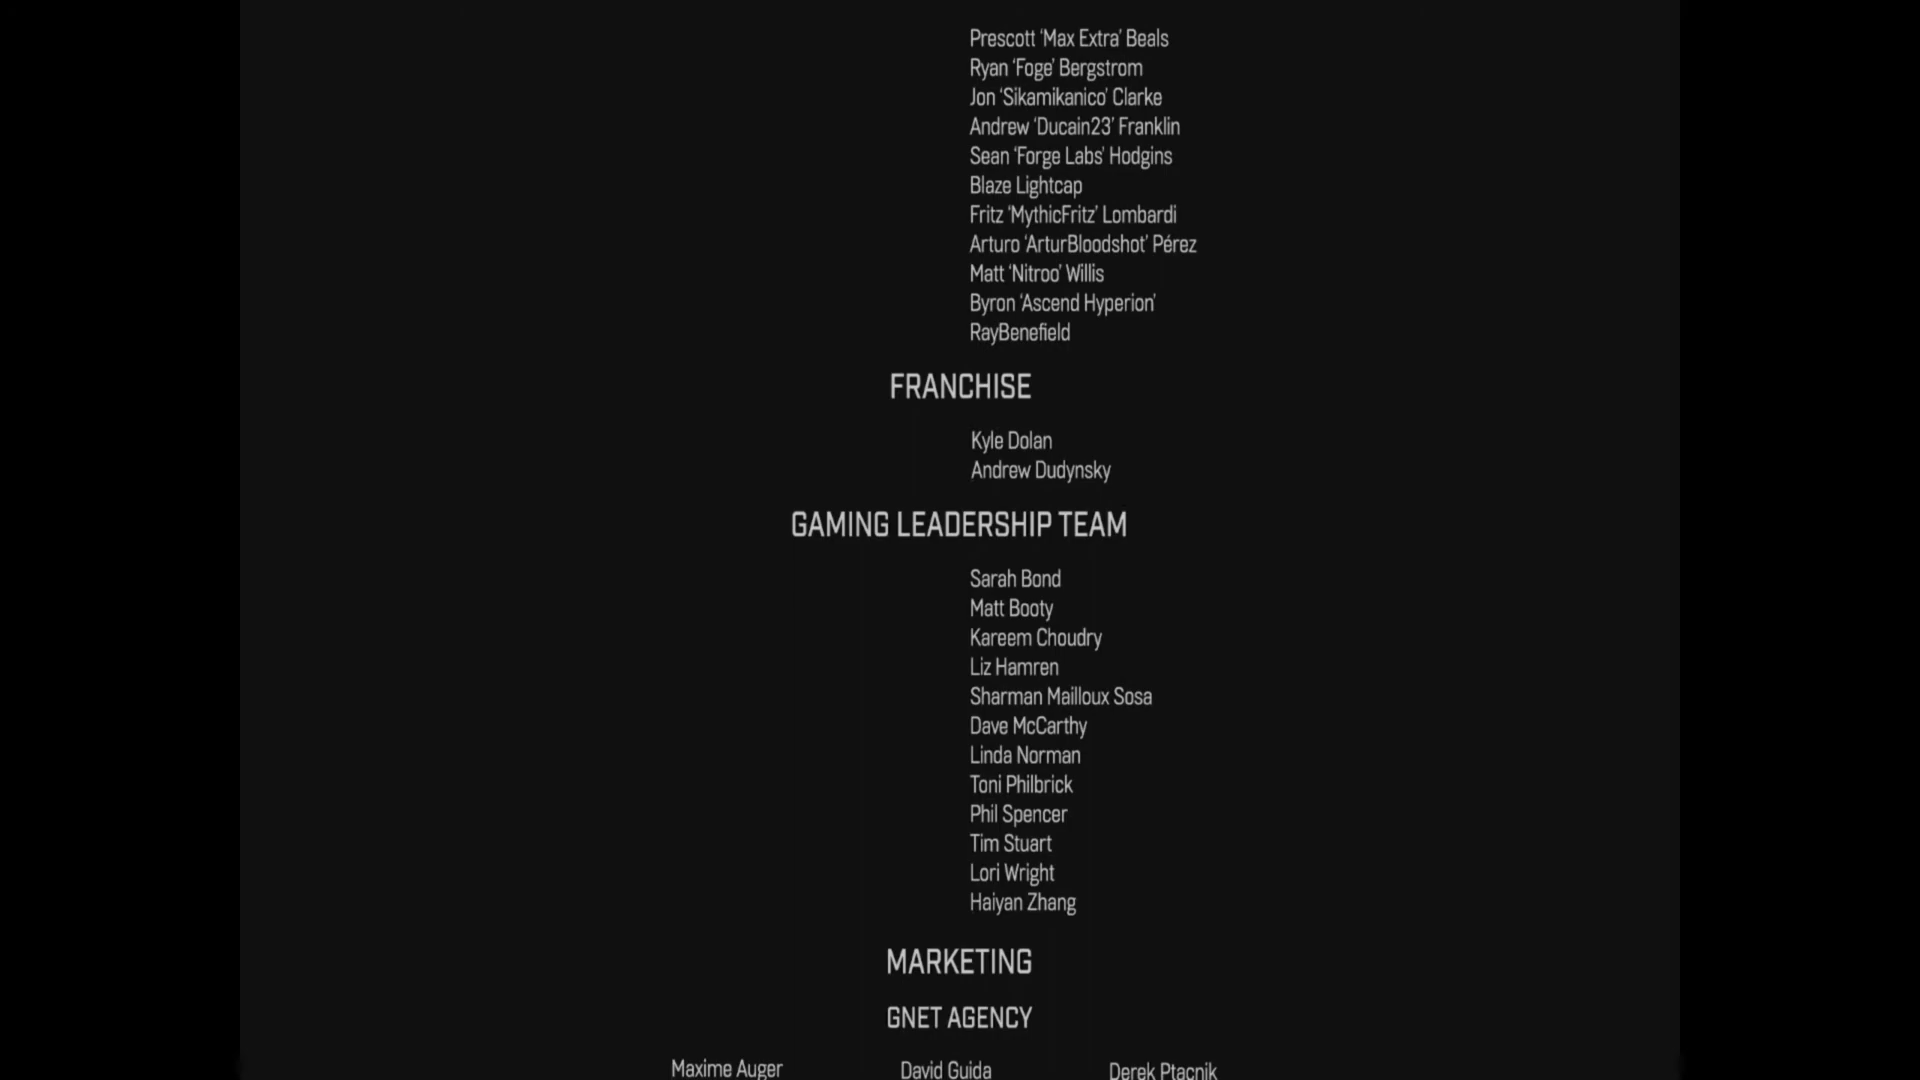 Prescott ‘Max Extra’ Beals
Ryan ‘Foge’ Bergstrom
Jon ‘Sikamikanico’ Clarke
Andrew ‘Ducain23’ Franklin
Sean ‘Forge Labs’ Hodgins
Blaze Lightcap
Fritz ‘MythicFritz’ Lombardi
Arturo ‘ArturBloodshot’ Pérez
Matt ‘Nitroo’ Willis
Byron ‘Ascend Hyperion’
RayBenefield
FRANCHISE
Kyle Dolan
Andrew Dudynsky
GAMING LEADERSHIP TEAM
Sarah Bond
Matt Booty
Kareem Choudry
Liz Hamren
Sharman Mailloux Sosa
Dave McCarthy
Linda Norman
Toni Philbrick
Phil Spencer
Tim Stuart
Lori Wright
Haiyan Zhang
MARKETING
GNET AGENCY
Maxime Auger David Guida Derek Ptacnik